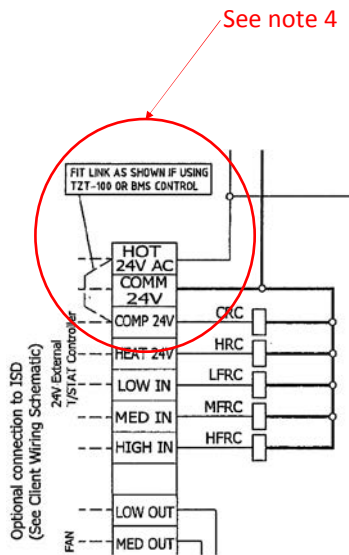 See note 4
FIT LINK AS SHOWN IF USING
TZT-100 OR BMS CONTROL
HOT
24V AC
COMM
24V
COMP 24V
CRC
HEAT 24V
HRC
LOW IN
LFRC
MED IN
MFRC
HIGH IN
HFRC
LOW OUT
MED OUT
Optional connection to ISD
(See Client Wiring Schematic)
24V External
T/STAT Controller
FAN